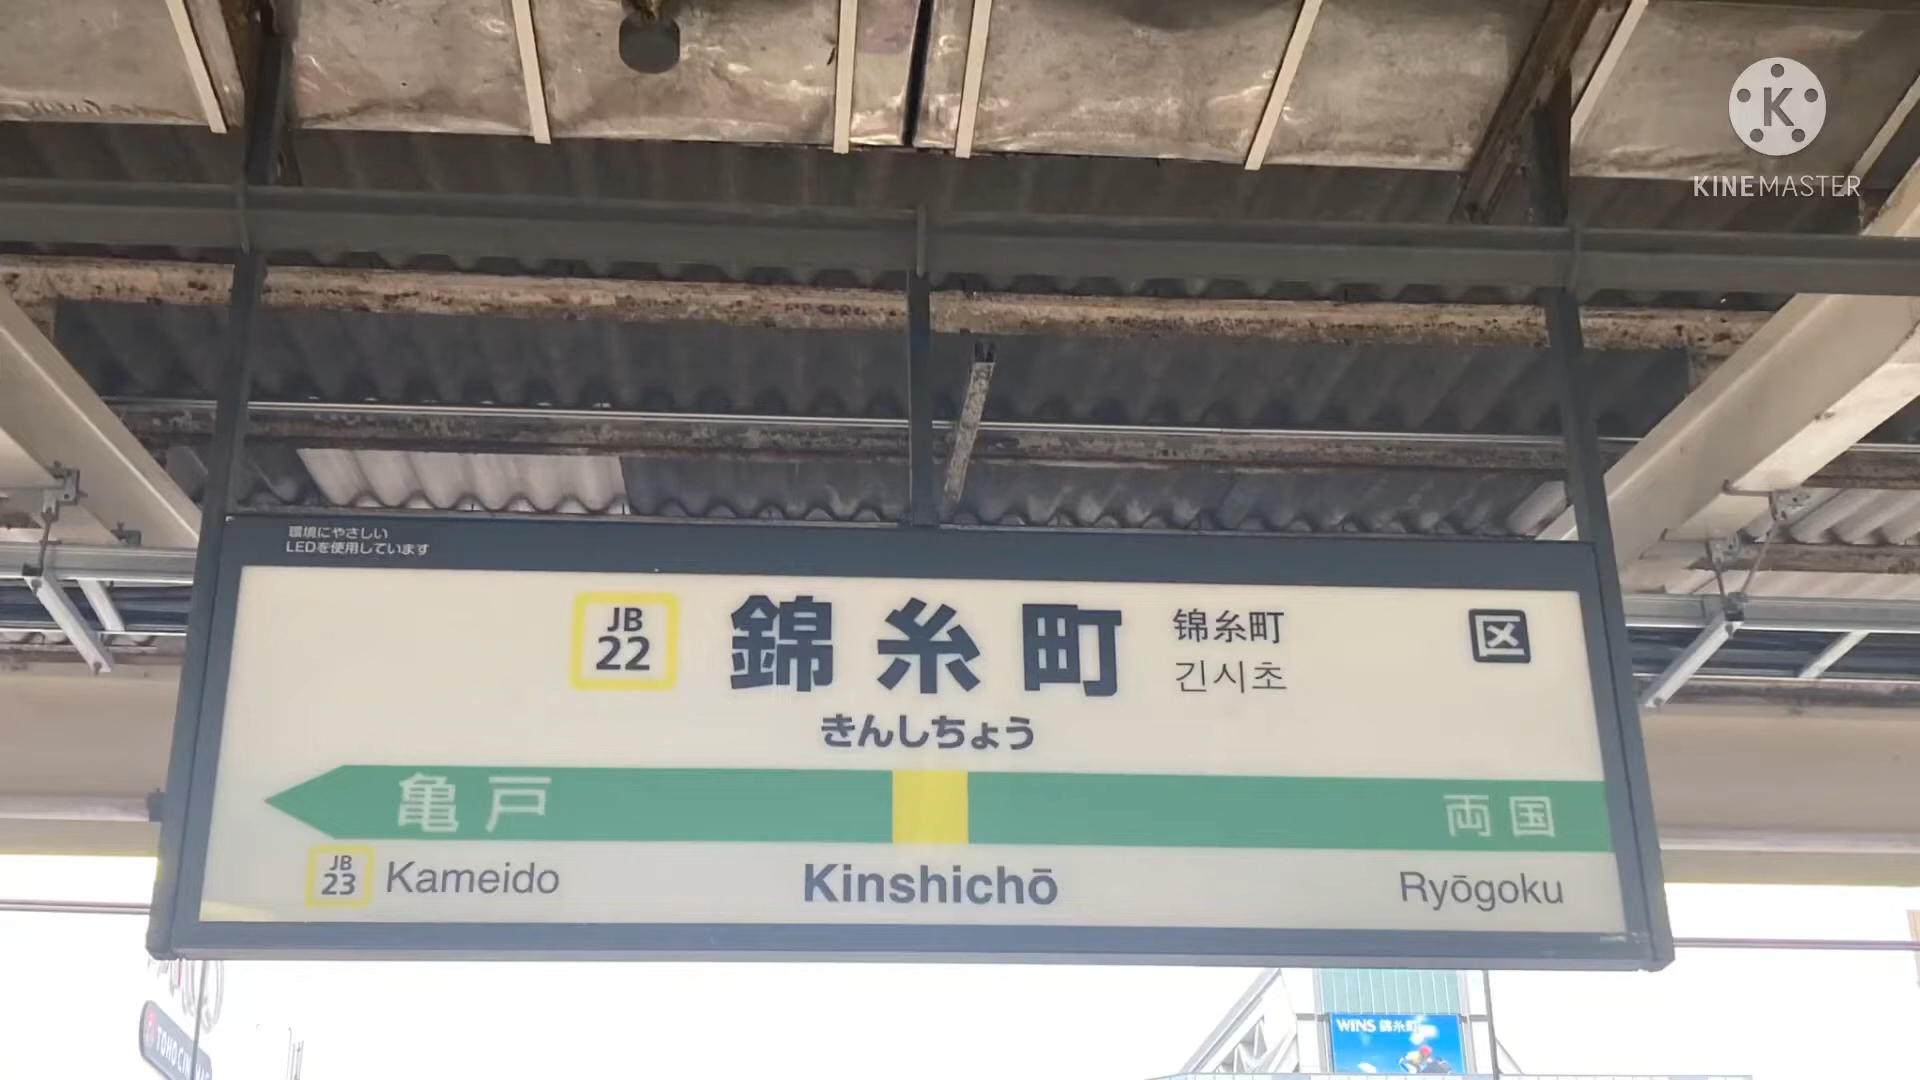 KINEMASTER
環境にやさしい
LEDを使用しています
JB
22
錦糸町
锦糸町
긴시초
区
きんしちょう
亀戸
両国
JB
23
Kameido
Kinshichō
Ryōgoku
WINS 錦糸町